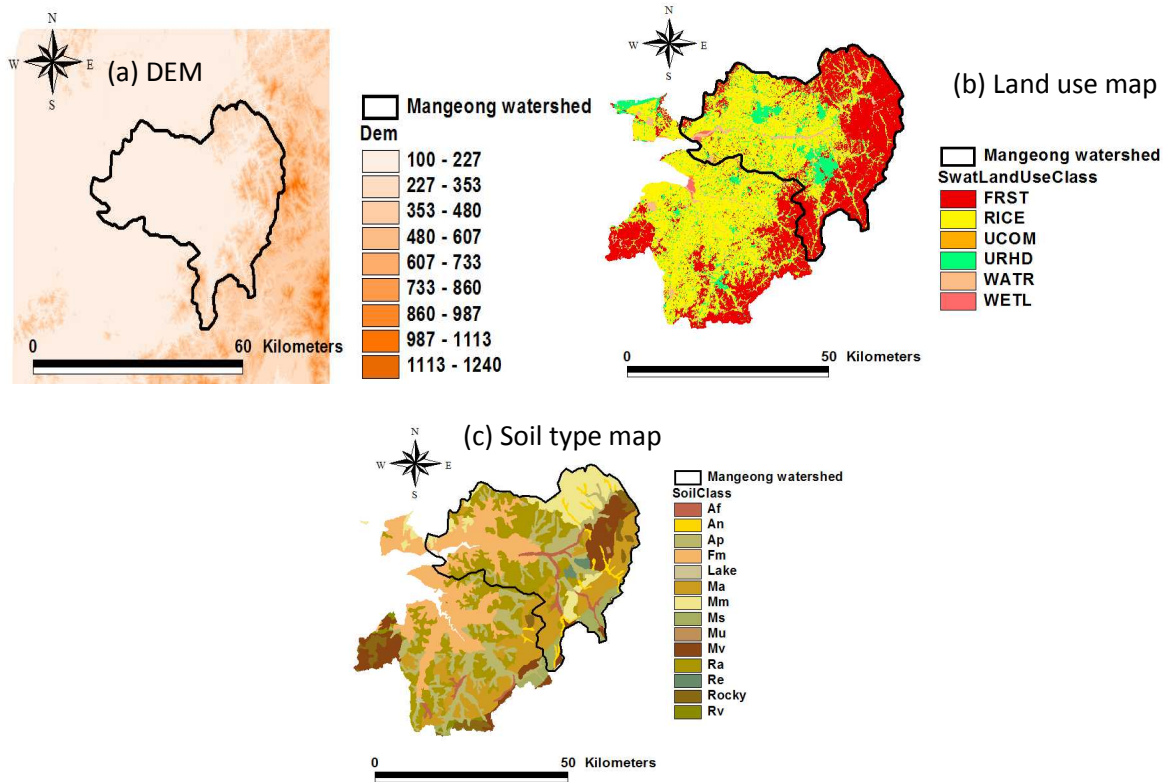 N
W E
S
(a) DEM
Mangeong watershed
Dem
100 - 227
227 - 353
353 - 480
480 - 607
607 - 733
733 - 860
860 - 987
987 - 1113
1113 - 1240
0 60 Kilometers
N
W E
S
(b) Land use map
Mangeong watershed
SwatLandUseClass
FRST
RICE
UCOM
URHD
WATR
WETL
0 50 Kilometers
(c) Soil type map
N
W E
S
Mangeong watershed
SoilClass
Af
An
Ap
Fm
Lake
Ma
Mm
Ms
Mu
Mv
Ra
Re
Rocky
Rv
0 50 Kilometers